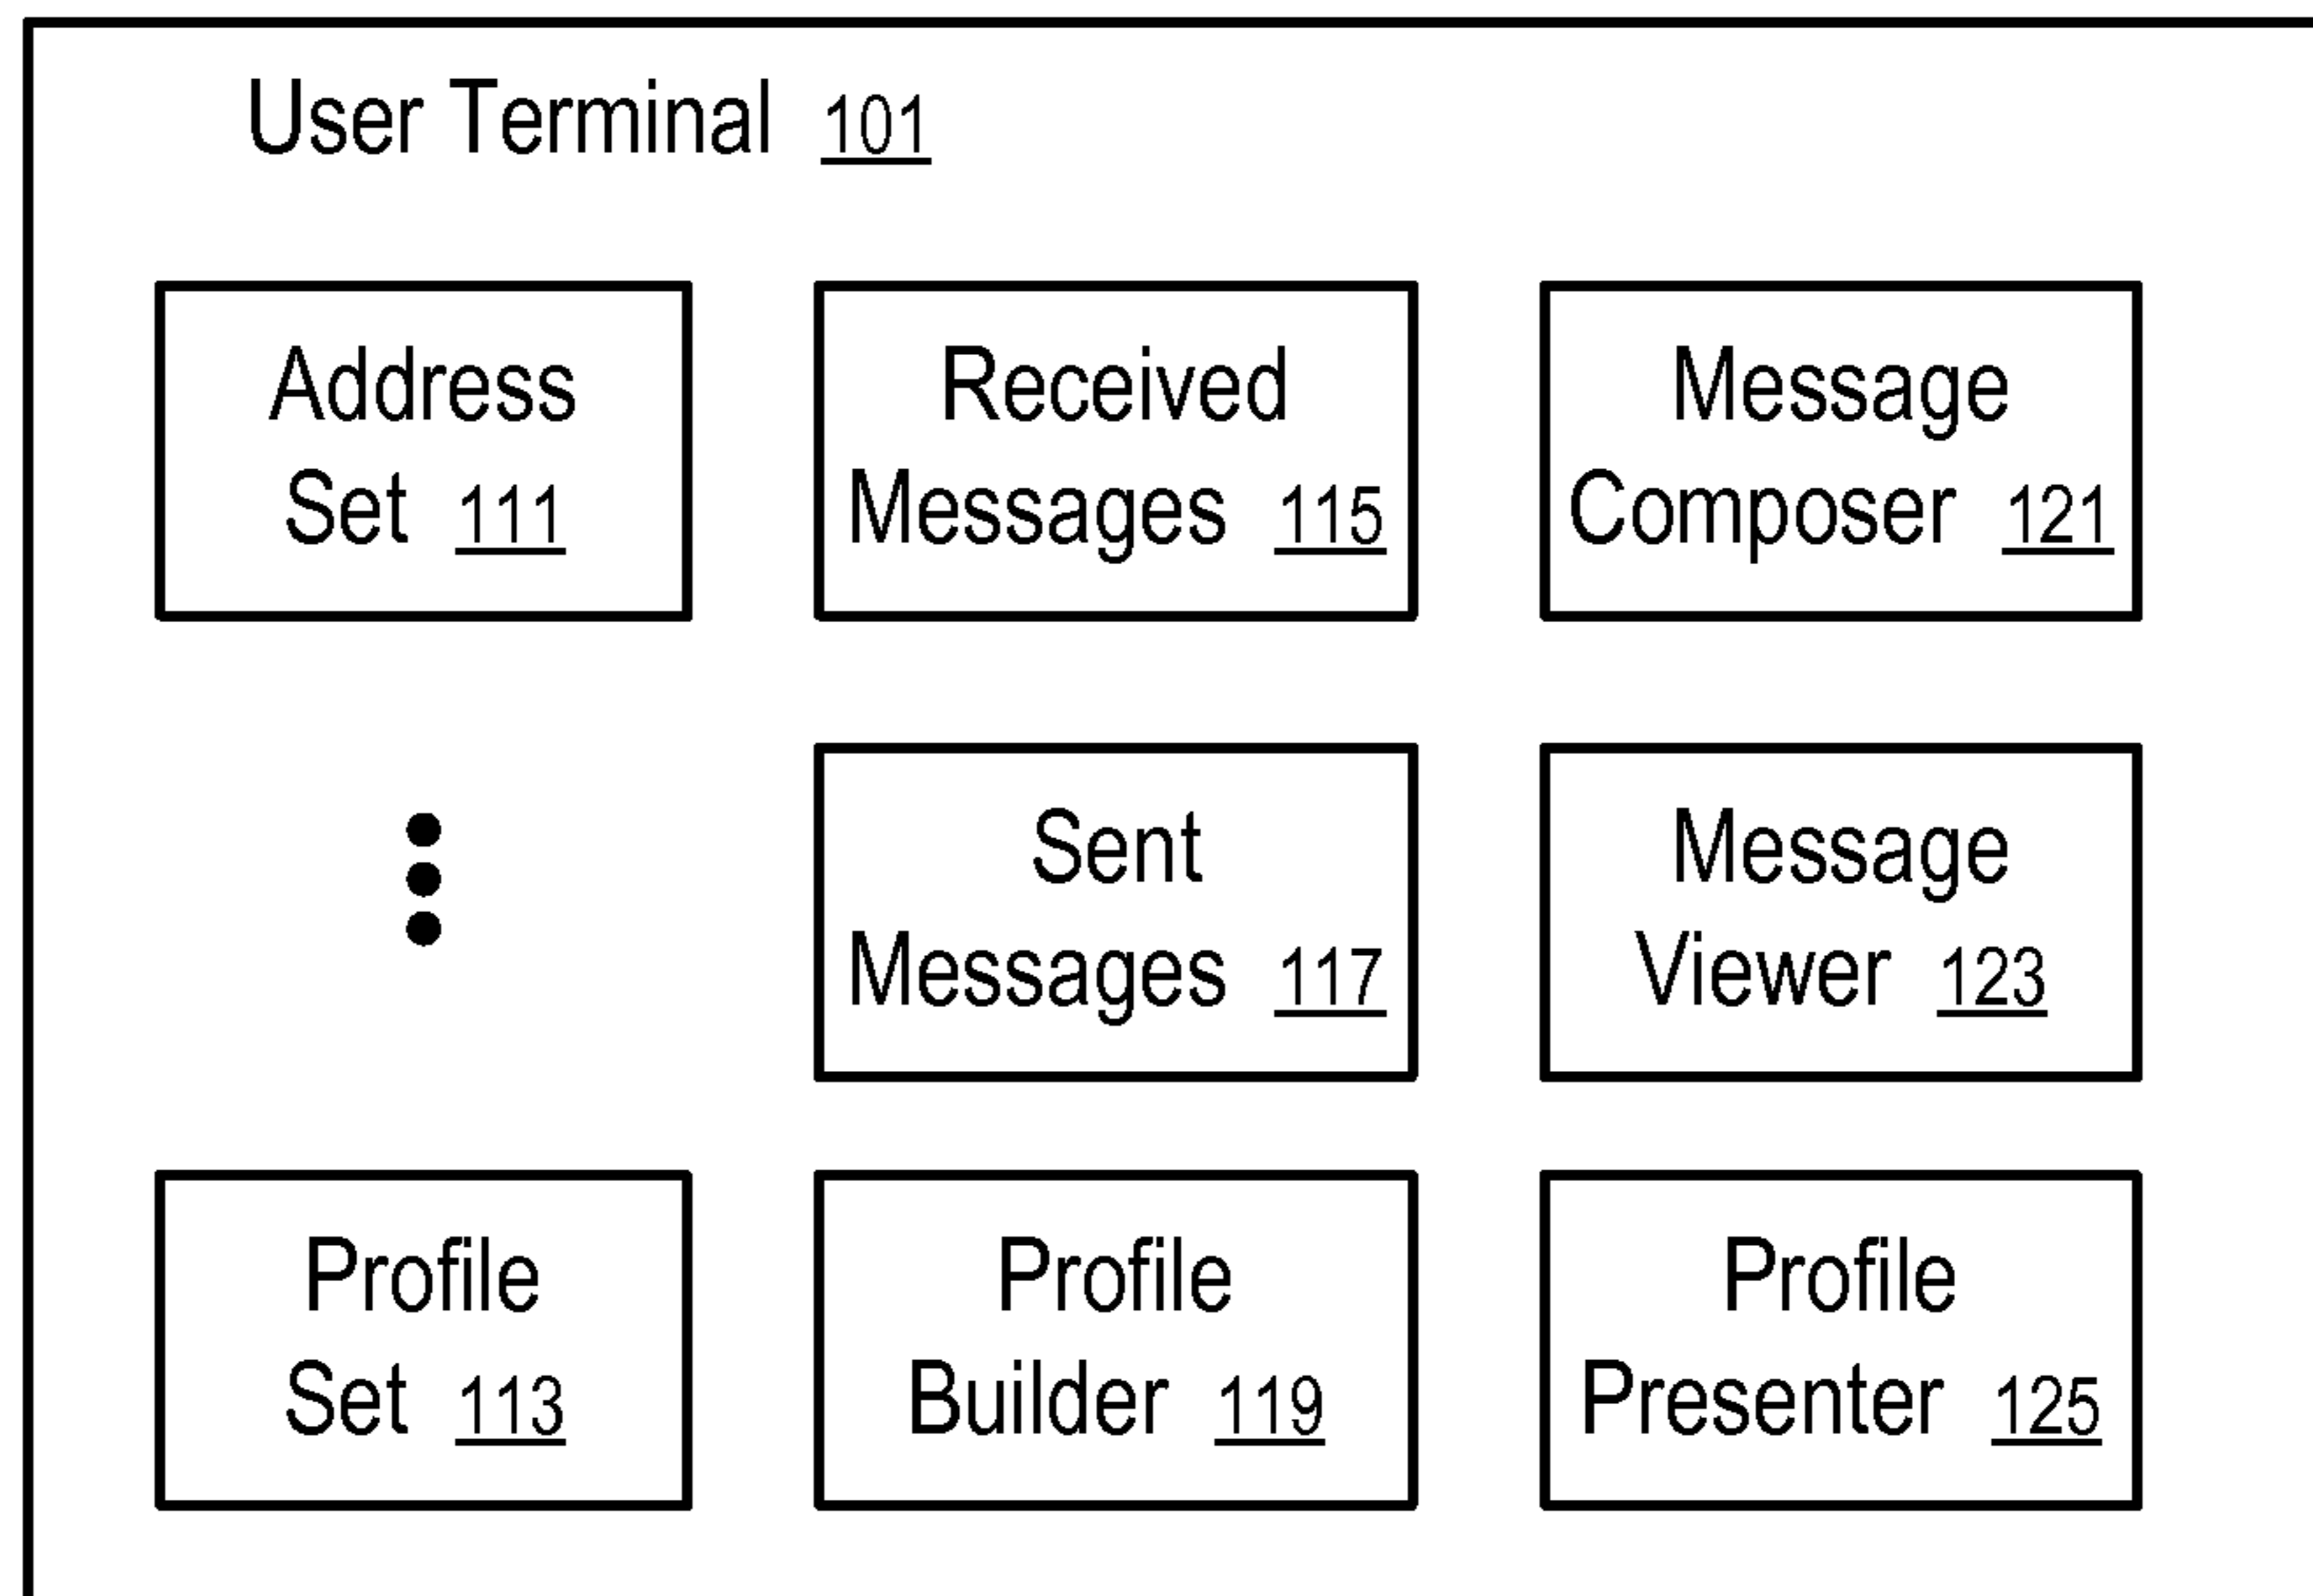 User Terminal 101
Address
Set 111
Received
Messages 115
Message
Composer 121
Sent
Messages 117
Message
Viewer 123
Profile
Set 113
Profile
Builder 119
Profile
Presenter 125